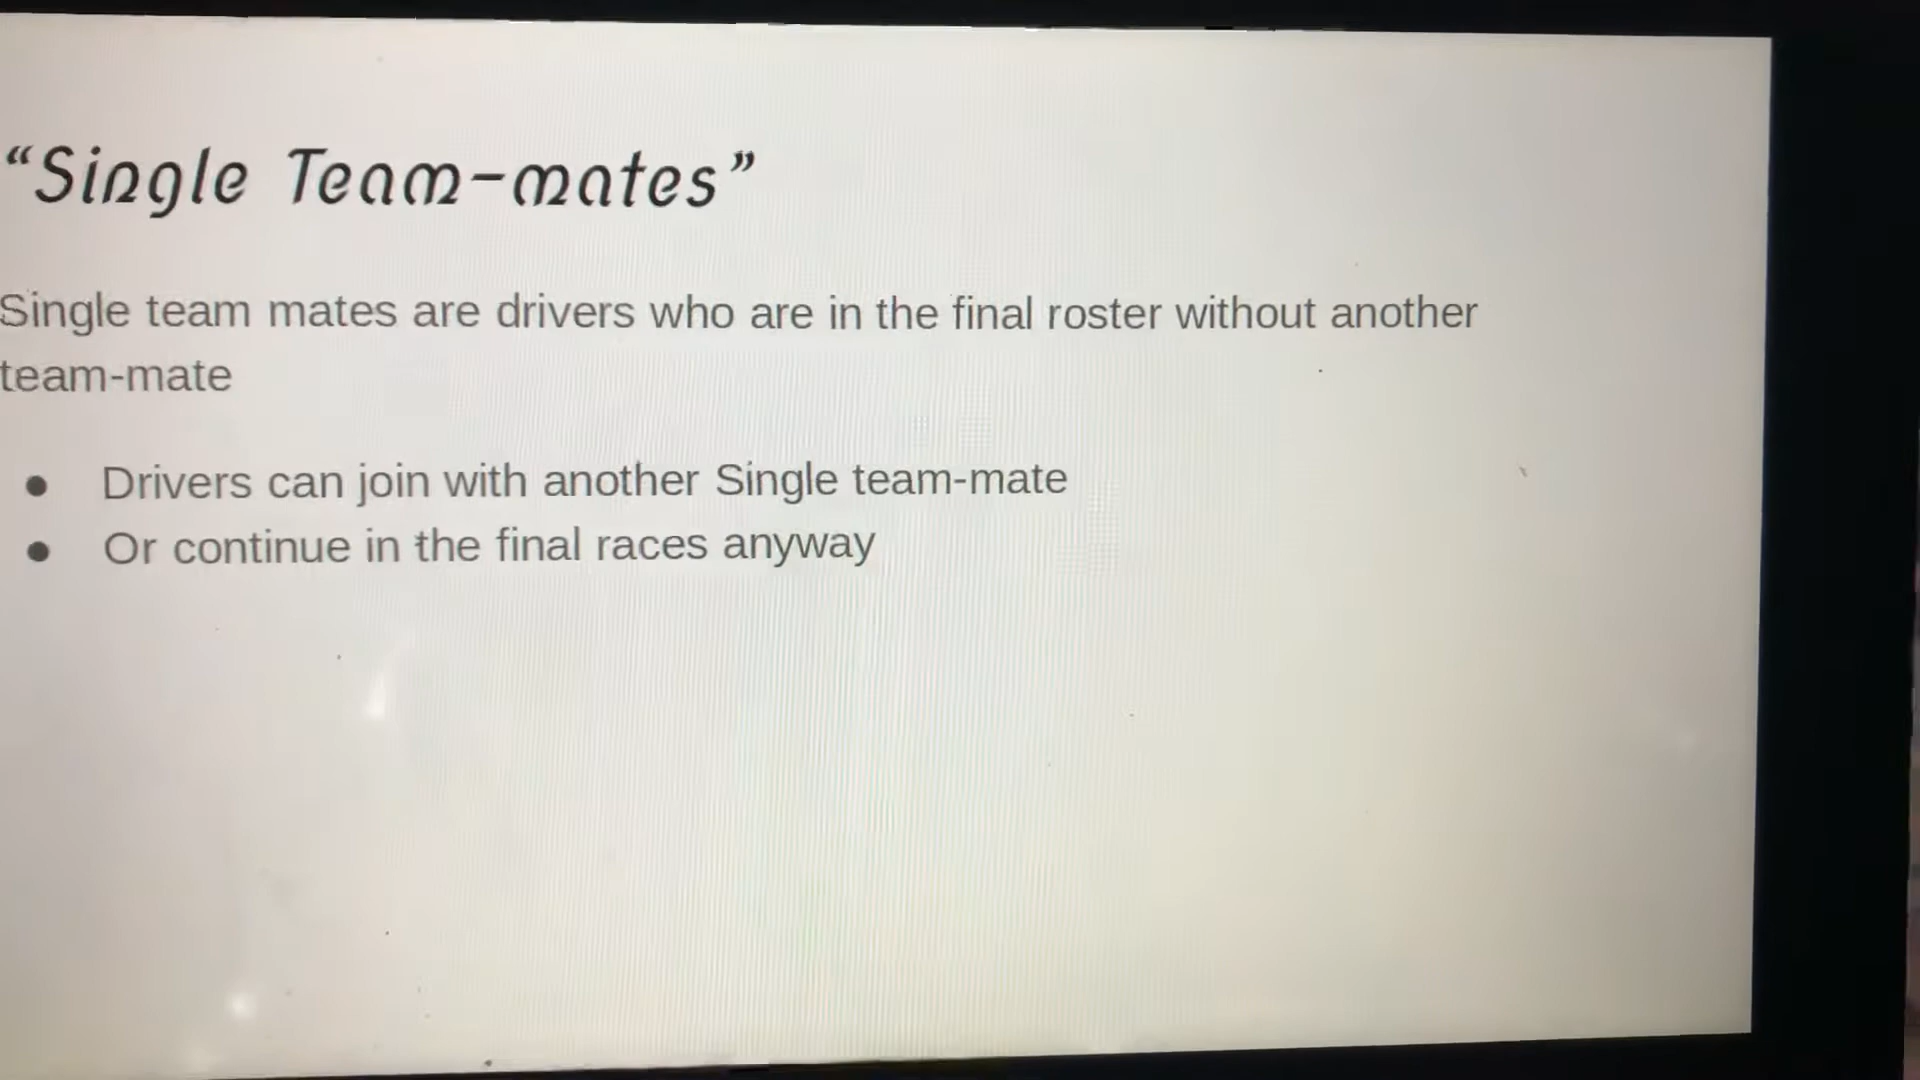 “Single Team-mates”
Single team mates are drivers who are in the final roster without another
team-mate
● Drivers can join with another Single team-mate
● Or continue in the final races anyway